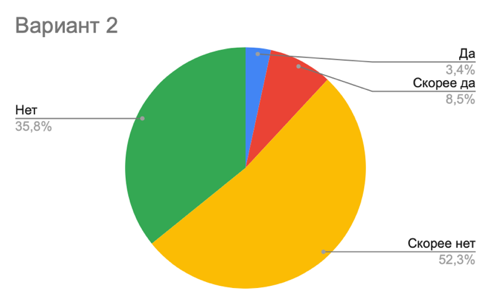 Вариант 2
Да
3,4%
Скорее да
8,5%
Нет
35,8%
Скорее нет
52,3%